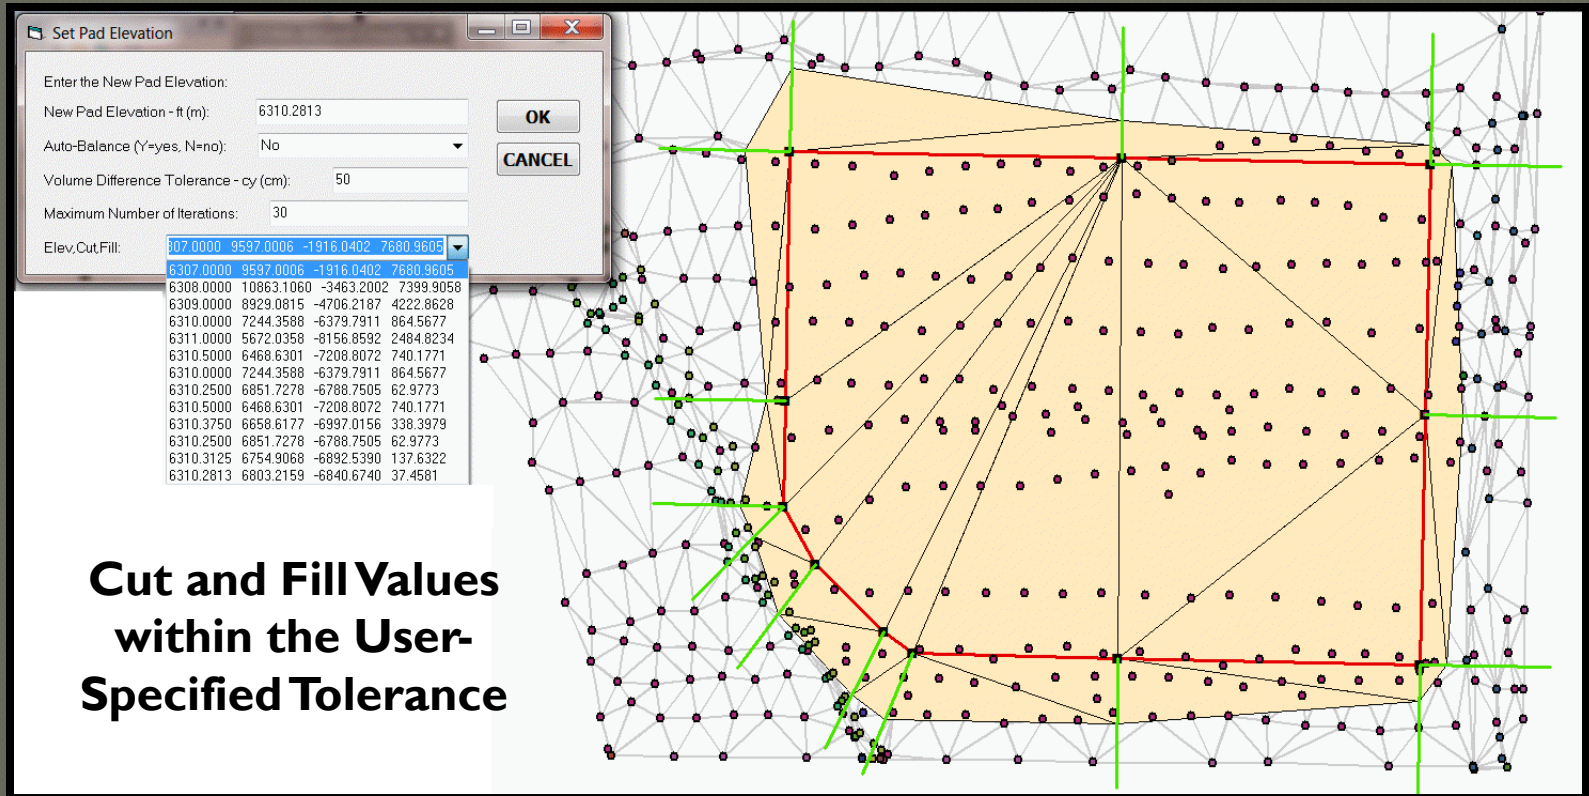 Set Pad Elevation
Enter the New Pad Elevation:
New Pad Elevation - ft (m): 6310.2813
OK
Auto-Balance (Y=yes, N=no): No
CANCEL
Volume Difference Tolerance - cy (cm): 50
Maximum Number of Iterations: 30
Elev,Cut,Fill: 307.0000 9597.0006 -1916.0402 7680.9605
6307.0000 9597.0006 -1916.0402 7680.9605
6308.0000 10863.1060 -3463.2002 7399.9058
6309.0000 8929.0815 -4706.2187 4222.8628
6310.0000 7244.3588 -6379.7911 864.5677
6311.0000 5672.0358 -8156.8592 2484.8234
6310.5000 6468.6301 -7208.8072 740.1771
6310.0000 7244.3588 -6379.7911 864.5677
6310.2500 6851.7278 -6788.7505 62.9773
6310.5000 6468.6301 -7208.8072 740.1771
6310.3750 6658.6177 -6997.0156 338.3979
6310.2500 6851.7278 -6788.7505 62.9773
6310.3125 6754.9068 -6892.5390 137.6322
6310.2813 6803.2159 -6840.6740 37.4581
Cut and Fill Values
within the User-
Specified Tolerance